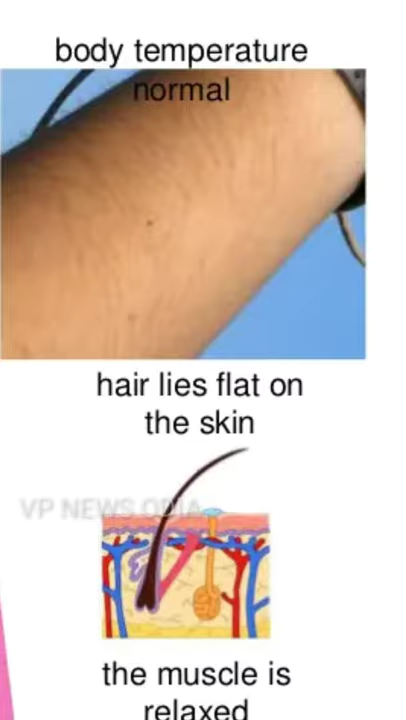 body temperature
normal
hair lies flat on
the skin
VP NEWS ODIA
the muscle is
relaxed